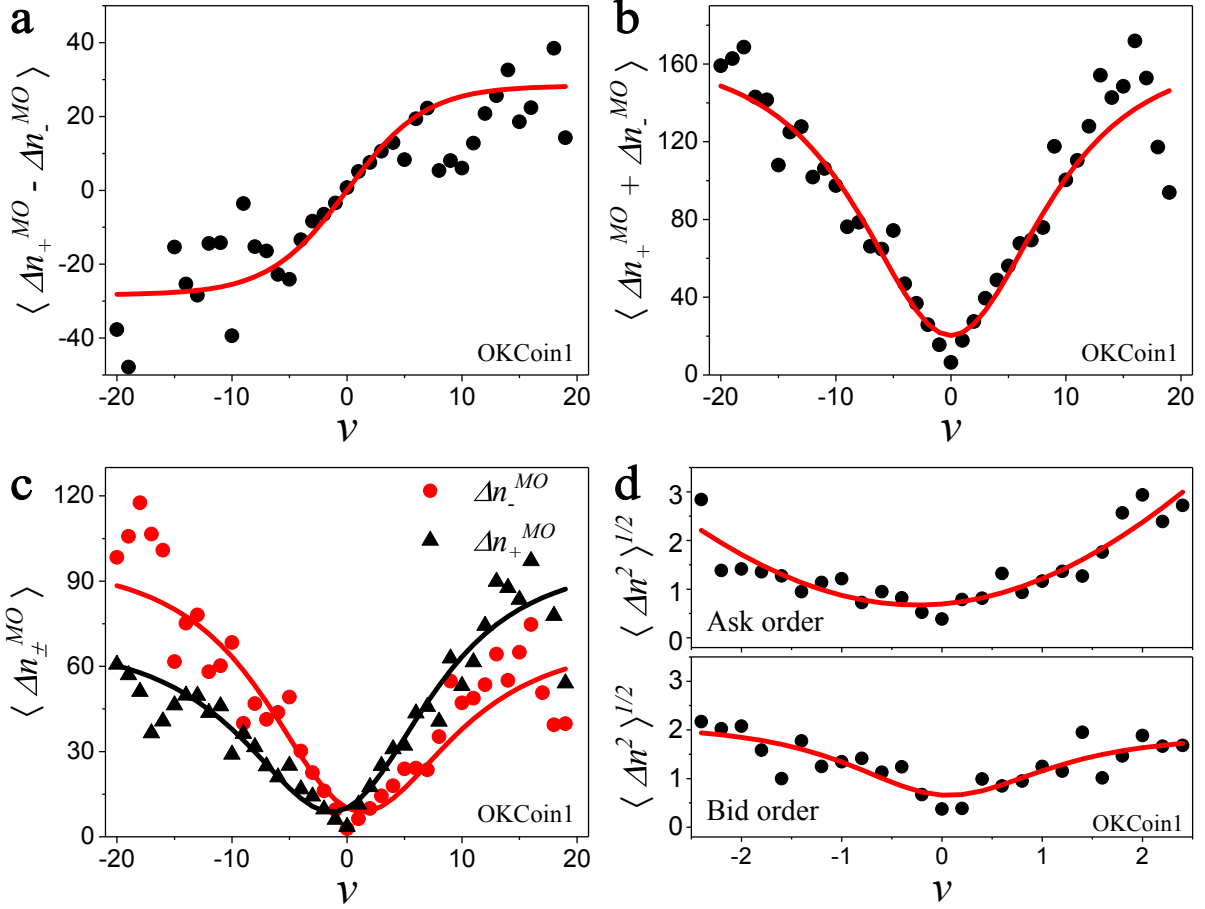 a
⟨ Δn₊^MO - Δn₋^MO ⟩
40
20
0
-20
-40
-20 -10 0 10 20
v
OKCoin1
b
⟨ Δn₊^MO + Δn₋^MO ⟩
160
120
80
40
0
-20 -10 0 10 20
v
OKCoin1
c
⟨ Δn±^MO ⟩
120
90
60
30
0
-20 -10 0 10 20
v
Δn₋^MO
Δn₊^MO
OKCoin1
d
⟨ Δn² ⟩^1/2
3
2
1
0
Ask order
⟨ Δn² ⟩^1/2
3
2
1
0
Bid order
OKCoin1
-2 -1 0 1 2
v